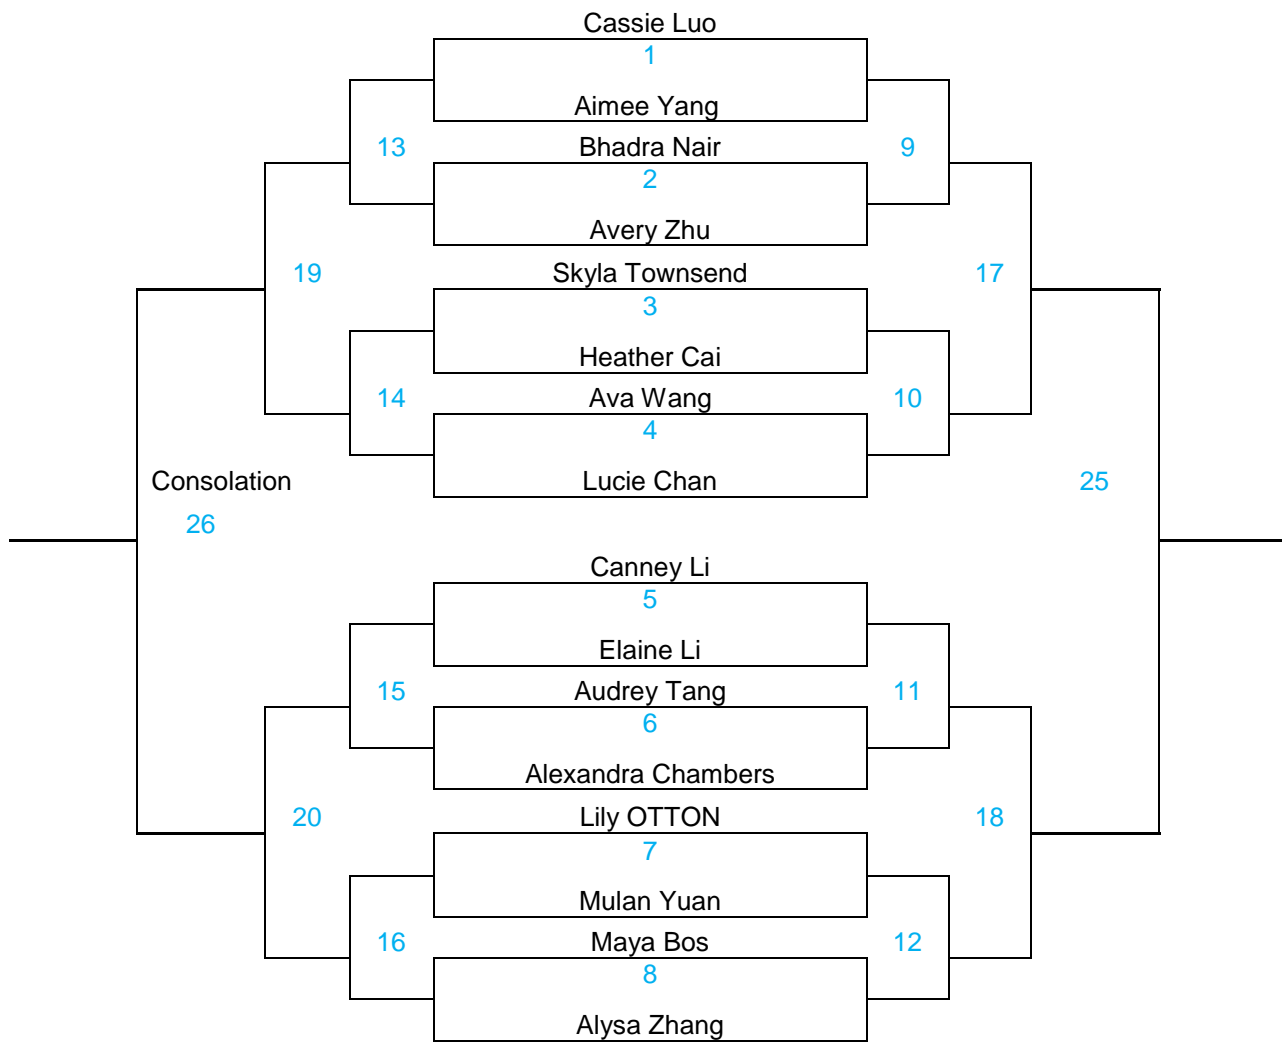 Cassie Luo
1
Aimee Yang
13
Bhadra Nair
9
2
Avery Zhu
19
Skyla Townsend
17
3
Heather Cai
14
Ava Wang
10
4
Consolation
Lucie Chan
25
26
Canney Li
5
Elaine Li
15
Audrey Tang
11
6
Alexandra Chambers
20
Lily OTTON
18
7
Mulan Yuan
16
Maya Bos
12
8
Alysa Zhang